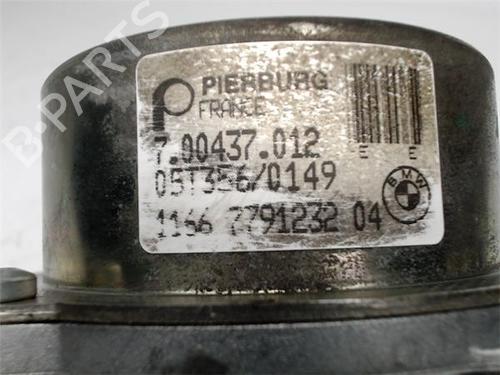 B-PARTS
PIERBURG
FRANCE
7.00437.012
05T356/0149
E E
BMW
1166 7791232 04